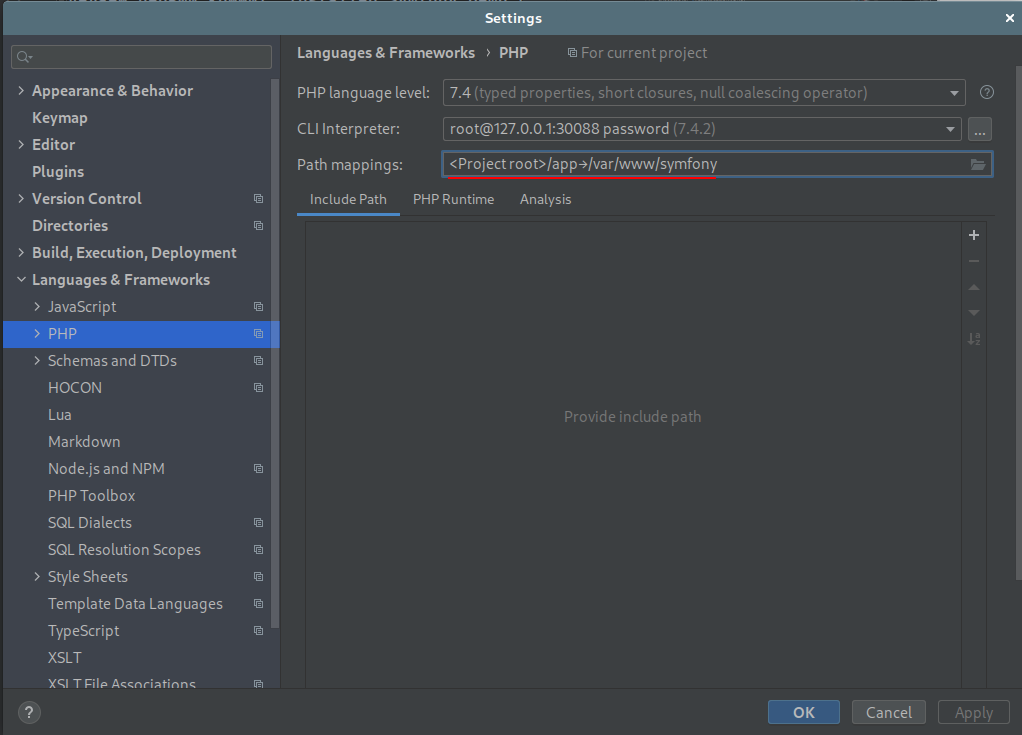 Settings
Languages & Frameworks › PHP For current project
Appearance & Behavior
Keymap
Editor
Plugins
Version Control
Directories
Build, Execution, Deployment
Languages & Frameworks
JavaScript
PHP
Schemas and DTDs
HOCON
Lua
Markdown
Node.js and NPM
PHP Toolbox
SQL Dialects
SQL Resolution Scopes
Style Sheets
Template Data Languages
TypeScript
XSLT
XSLT File Associations
PHP language level: 7.4 (typed properties, short closures, null coalescing operator)
CLI Interpreter: root@127.0.0.1:30088 password (7.4.2) ...
Path mappings: <Project root>/app→/var/www/symfony
Include Path PHP Runtime Analysis
Provide include path
? OK Cancel Apply